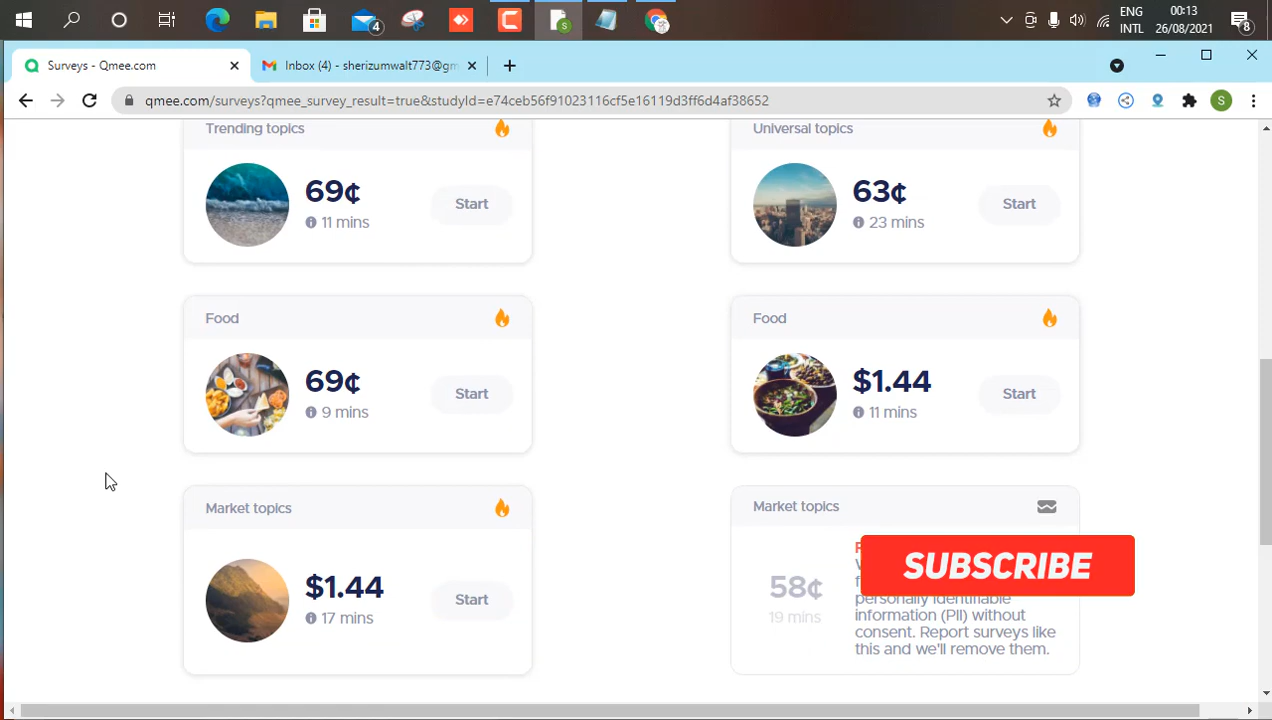 ENG
INTL
00:13
26/08/2021
4
8
Surveys - Qmee.com
Inbox (4) - sherizumwalt773@gm
qmee.com/surveys?qmee_survey_result=true&studyId=e74ceb56f91023116cf5e16119d3ff6d4af38652
S
Trending topics
69¢
11 mins
Start
Universal topics
63¢
23 mins
Start
Food
69¢
9 mins
Start
Food
$1.44
11 mins
Start
Market topics
$1.44
17 mins
Start
Market topics
58¢
19 mins
SUBSCRIBE
personally identifiable
information (PII) without
consent. Report surveys like
this and we'll remove them.